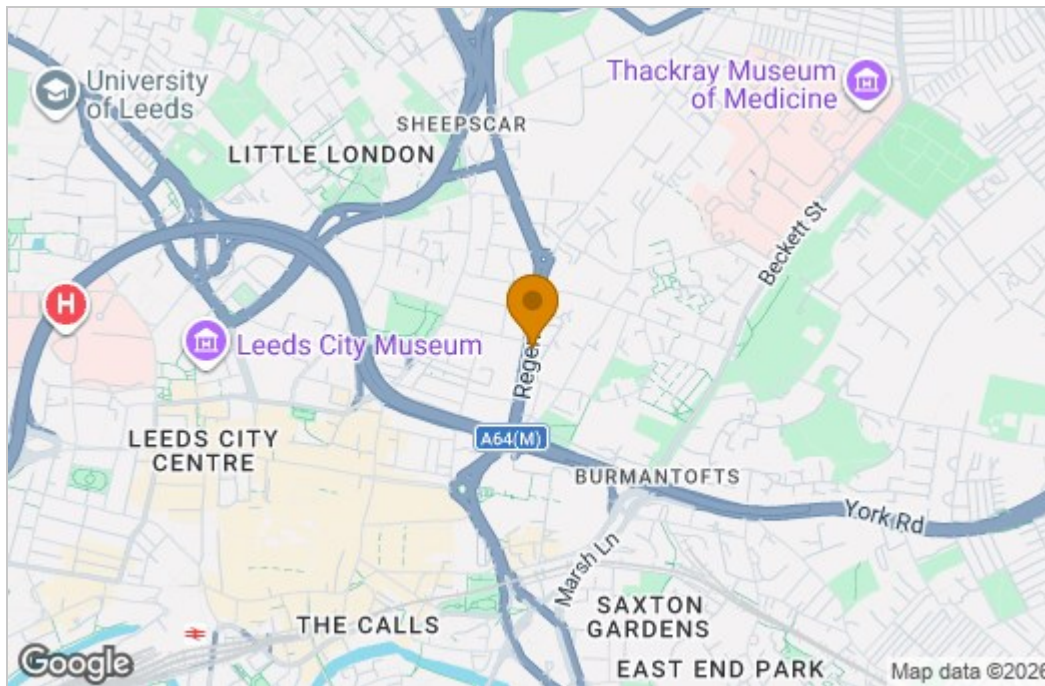 University
of Leeds
Thackray Museum
of Medicine
SHEEPSCAR
LITTLE LONDON
Beckett St
H
Leeds City Museum
A64(M)
LEEDS CITY
CENTRE
BURMANTOFTS
York Rd
Marsh Ln
SAXTON
GARDENS
THE CALLS
EAST END PARK
Google
Map data ©2026